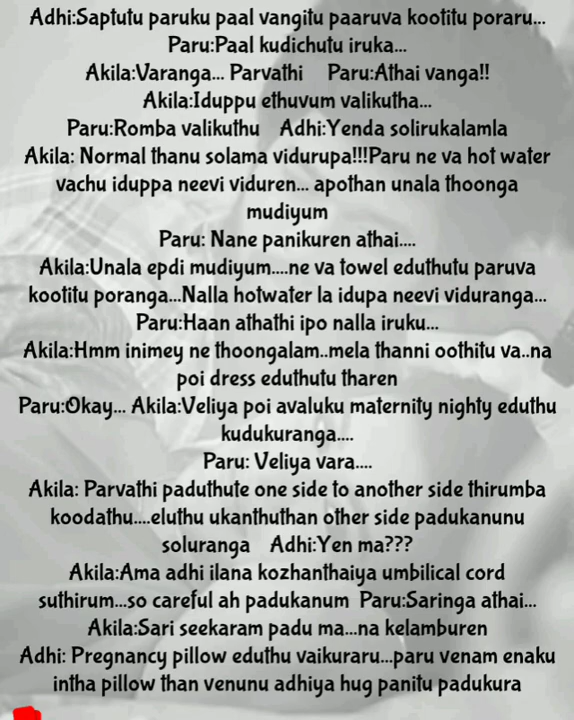 Adhi:Saptutu paruku paal vangitu paaruva kootitu poraru...
Paru:Paal kudichutu iruka...
Akila:Varanga... Parvathi Paru:Athai vanga!!
Akila:Iduppu ethuvum valikutha...
Paru:Romba valikuthu Adhi:Yenda solirukalamla
Akila: Normal thanu solama vidurupa!!!Paru ne va hot water
vachu iduppa neevi viduren... apothan unala thoonga
mudiyum
Paru: Nane panikuren athai....
Akila:Unala epdi mudiyum....ne va towel eduthutu paruva
kootitu poranga...Nalla hotwater la idupa neevi viduranga...
Paru:Haan athathi ipo nalla iruku...
Akila:Hmm inimey ne thoongalam..mela thanni oothitu va..na
poi dress eduthutu tharen
Paru:Okay... Akila:Veliya poi avaluku maternity nighty eduthu
kudukuranga....
Paru: Veliya vara....
Akila: Parvathi paduthute one side to another side thirumba
koodathu....eluthu ukanthuthan other side padukanunu
soluranga Adhi:Yen ma???
Akila:Ama adhi ilana kozhanthaiya umbilical cord
suthirum...so careful ah padukanum Paru:Saringa athai...
Akila:Sari seekaram padu ma...na kelamburen
Adhi: Pregnancy pillow eduthu vaikuraru...paru venam enaku
intha pillow than venunu adhiya hug panitu padukura